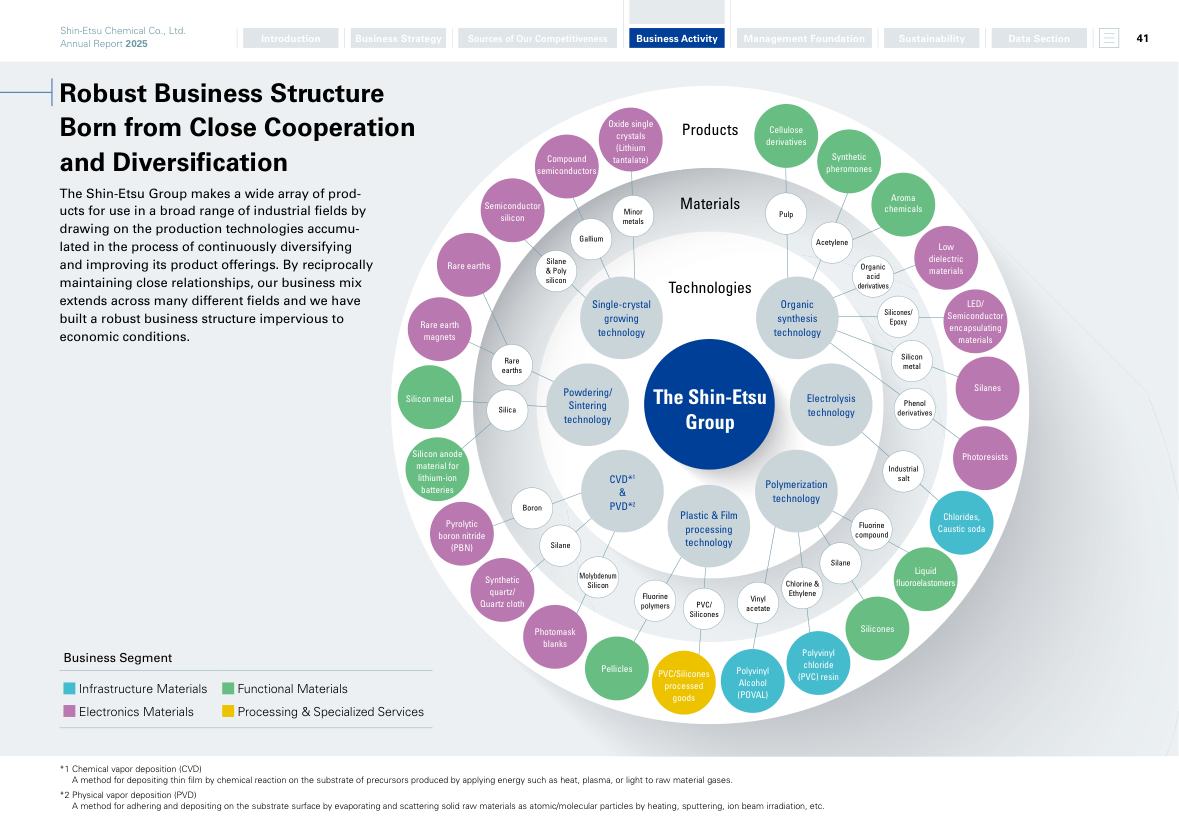 Shin-Etsu Chemical Co., Ltd.
Annual Report 2025
Introduction
Business Strategy
Sources of Our Competitiveness
Business Activity
Management Foundation
Sustainability
Data Section
41
Robust Business Structure
Born from Close Cooperation
and Diversification
The Shin-Etsu Group makes a wide array of prod-
ucts for use in a broad range of industrial fields by
drawing on the production technologies accumu-
lated in the process of continuously diversifying
and improving its product offerings. By reciprocally
maintaining close relationships, our business mix
extends across many different fields and we have
built a robust business structure impervious to
economic conditions.
Products
Materials
Technologies
The Shin-Etsu
Group
Single-crystal
growing
technology
Organic
synthesis
technology
Powdering/
Sintering
technology
Electrolysis
technology
CVD*1
&
PVD*2
Plastic & Film
processing
technology
Polymerization
technology
Minor
metals
Gallium
Silane
& Poly
silicon
Rare
earths
Silica
Boron
Silane
Molybdenum
Silicon
Fluorine
polymers
PVC/
Silicones
Vinyl
acetate
Chlorine &
Ethylene
Silane
Fluorine
compound
Industrial
salt
Phenol
derivatives
Silicon
metal
Silicones/
Epoxy
Organic
acid
derivatives
Acetylene
Pulp
Oxide single
crystals
(Lithium
tantalate)
Compound
semiconductors
Semiconductor
silicon
Rare earths
Rare earth
magnets
Silicon metal
Silicon anode
material for
lithium-ion
batteries
Pyrolytic
boron nitride
(PBN)
Synthetic
quartz/
Quartz cloth
Photomask
blanks
Pellicles
PVC/Silicones
processed
goods
Polyvinyl
Alcohol
(POVAL)
Polyvinyl
chloride
(PVC) resin
Silicones
Liquid
fluoroelastomers
Chlorides,
Caustic soda
Photoresists
Silanes
LED/
Semiconductor
encapsulating
materials
Low
dielectric
materials
Aroma
chemicals
Synthetic
pheromones
Cellulose
derivatives
Business Segment
Infrastructure Materials
Functional Materials
Electronics Materials
Processing & Specialized Services
*1 Chemical vapor deposition (CVD)
A method for depositing thin film by chemical reaction on the substrate of precursors produced by applying energy such as heat, plasma, or light to raw material gases.
*2 Physical vapor deposition (PVD)
A method for adhering and depositing on the substrate surface by evaporating and scattering solid raw materials as atomic/molecular particles by heating, sputtering, ion beam irradiation, etc.